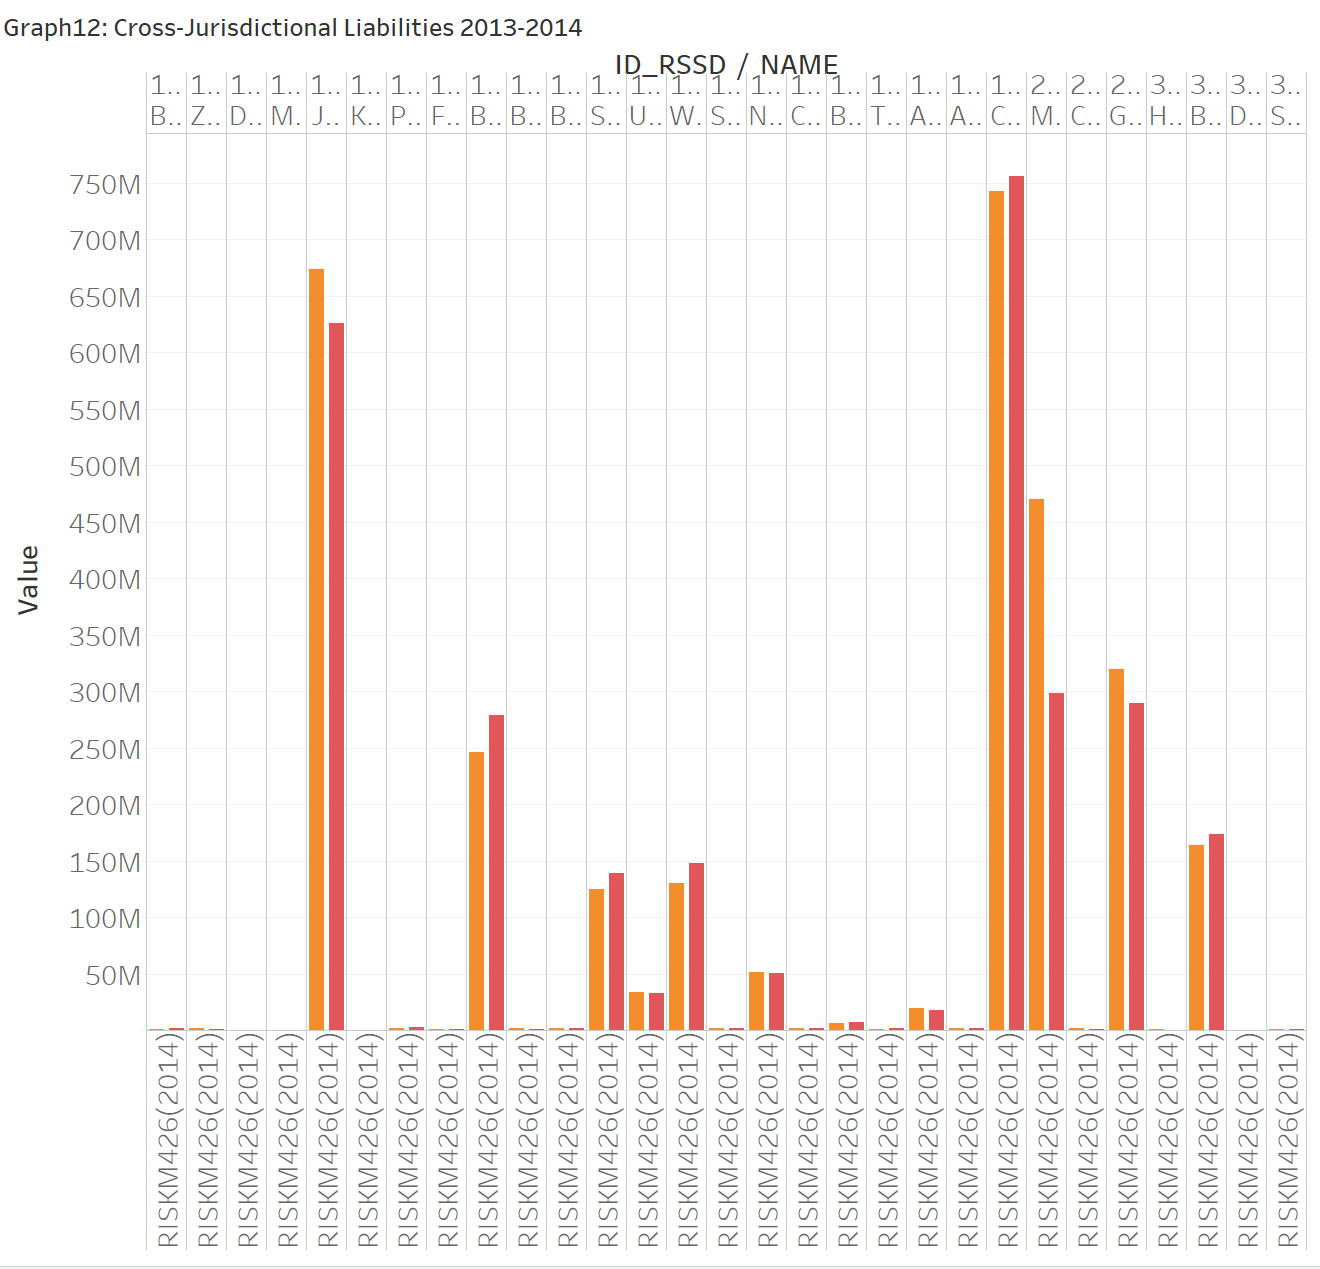 Graph12: Cross-Jurisdictional Liabilities 2013-2014
ID_RSSD / NAME
1.. 1.. 1.. 1.. 1.. 1.. 1.. 1.. 1.. 1.. 1.. 1.. 1.. 1.. 1.. 1.. 1.. 1.. 1.. 1.. 1.. 1.. 2.. 2.. 2.. 3.. 3.. 3.. 3..
B.. Z.. D.. M. J.. K.. P.. F.. B.. B.. B.. S.. U.. W. S.. N.. C.. B.. T.. A.. A.. C.. M. C.. G.. H.. B.. D.. S..
750M
700M
650M
600M
550M
500M
450M
400M
350M
300M
250M
200M
150M
100M
50M
Value
RISKM426(2014) RISKM426(2014) RISKM426(2014) RISKM426(2014) RISKM426(2014) RISKM426(2014) RISKM426(2014) RISKM426(2014) RISKM426(2014) RISKM426(2014) RISKM426(2014) RISKM426(2014) RISKM426(2014) RISKM426(2014) RISKM426(2014) RISKM426(2014) RISKM426(2014) RISKM426(2014) RISKM426(2014) RISKM426(2014) RISKM426(2014) RISKM426(2014) RISKM426(2014) RISKM426(2014) RISKM426(2014) RISKM426(2014) RISKM426(2014) RISKM426(2014) RISKM426(2014)